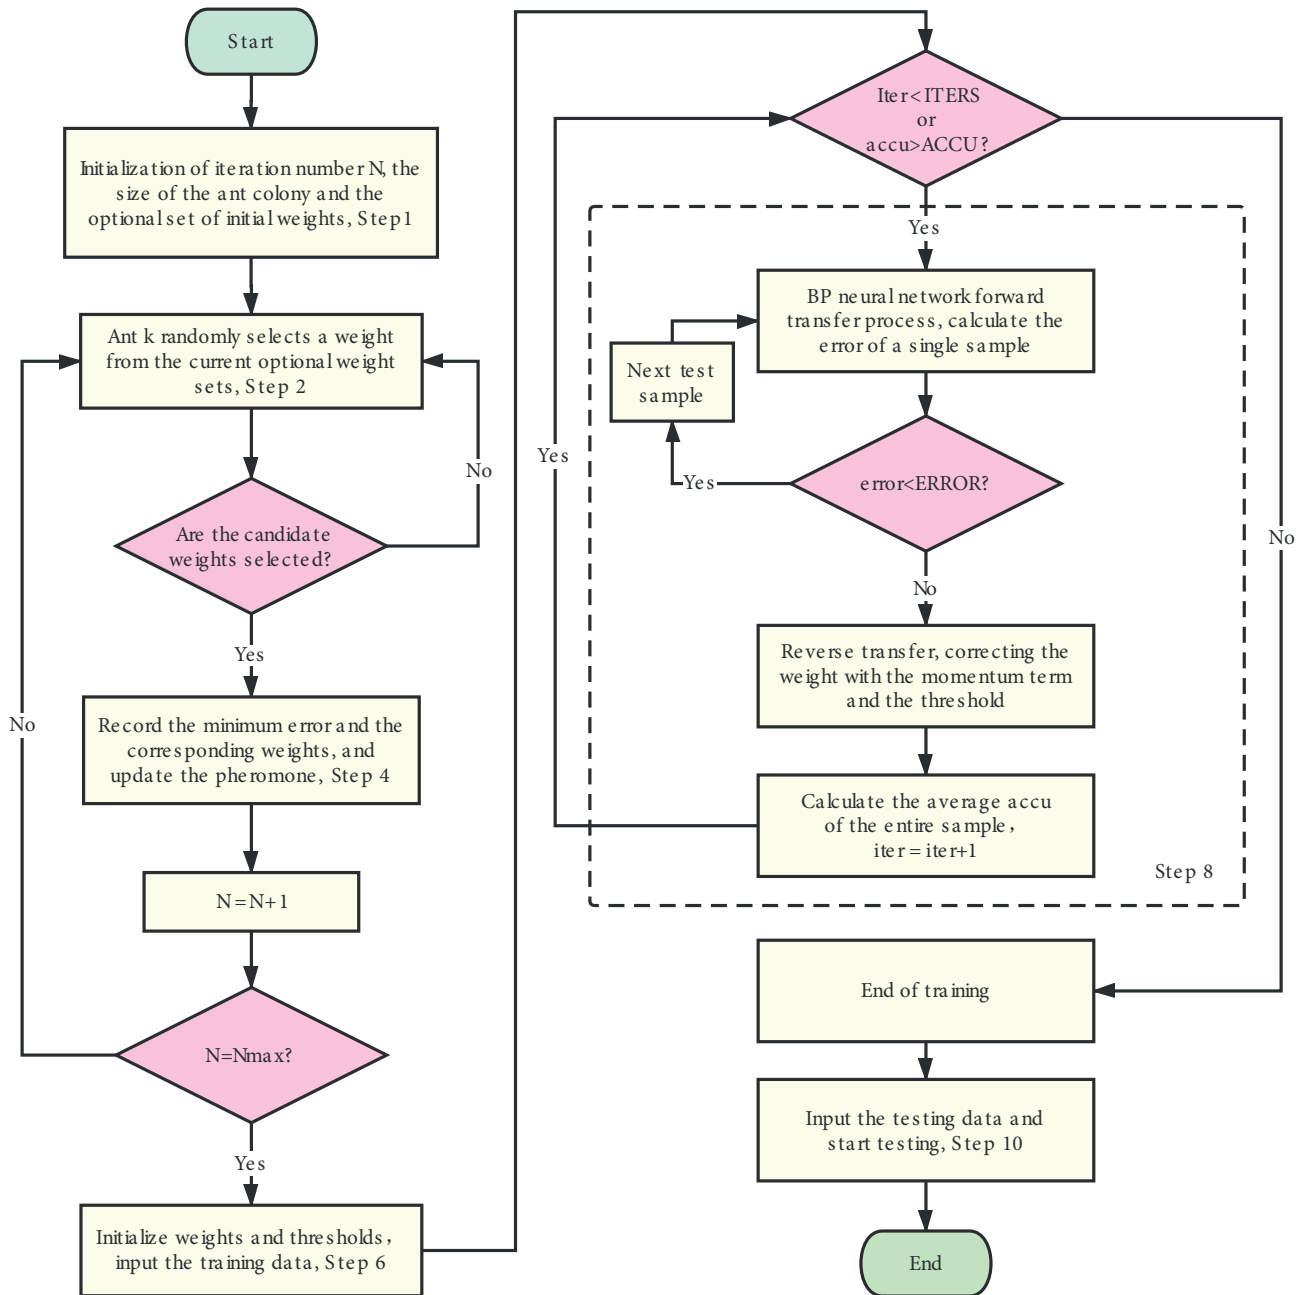 Start
Initialization of iteration number N, the
size of the ant colony and the
optional set of initial weights, Step 1
Ant k randomly selects a weight
from the current optional weight
sets, Step 2
No
Are the candidate
weights selected?
Yes
No
Record the minimum error and the
corresponding weights, and
update the pheromone, Step 4
N=N+1
N=Nmax?
Yes
Initialize weights and thresholds,
input the training data, Step 6
Iter<ITERS
or
accu>ACCU?
Yes
BP neural network forward
transfer process, calculate the
error of a single sample
Next test
sample
Yes
Yes
error<ERROR?
No
No
Reverse transfer, correcting the
weight with the momentum term
and the threshold
Calculate the average accu
of the entire sample,
iter = iter+1
Step 8
End of training
Input the testing data and
start testing, Step 10
End